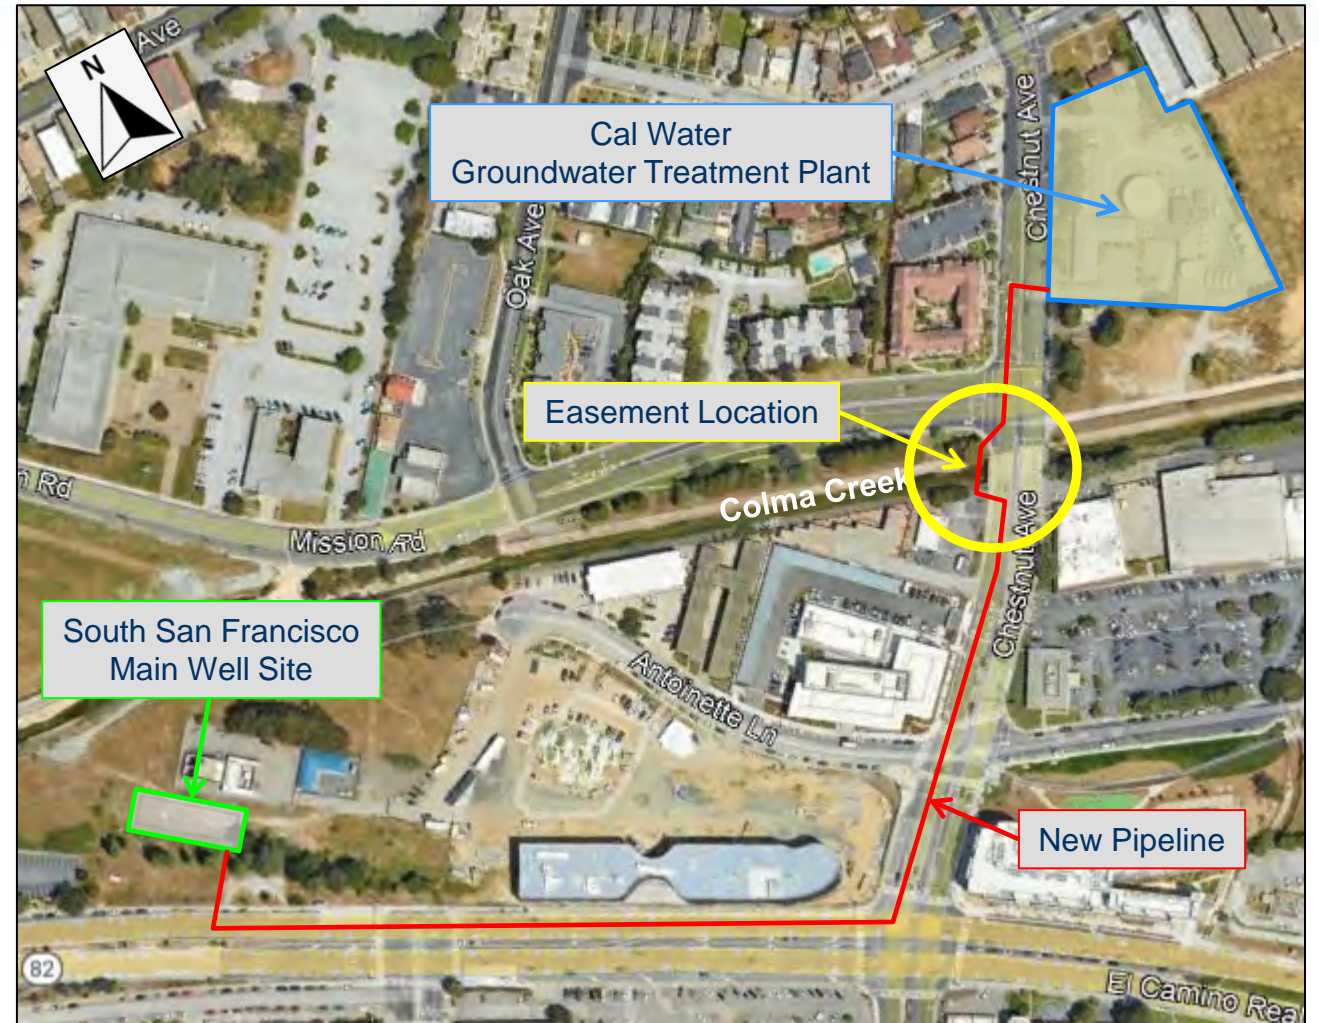 Ave
N
Cal Water
Groundwater Treatment Plant
Chestnut Ave
Oak Ave
Easement Location
Colma Creek
n Rd
Mission Rd
Chestnut Ave
South San Francisco
Main Well Site
Antoinette Ln
New Pipeline
82
El Camino Real